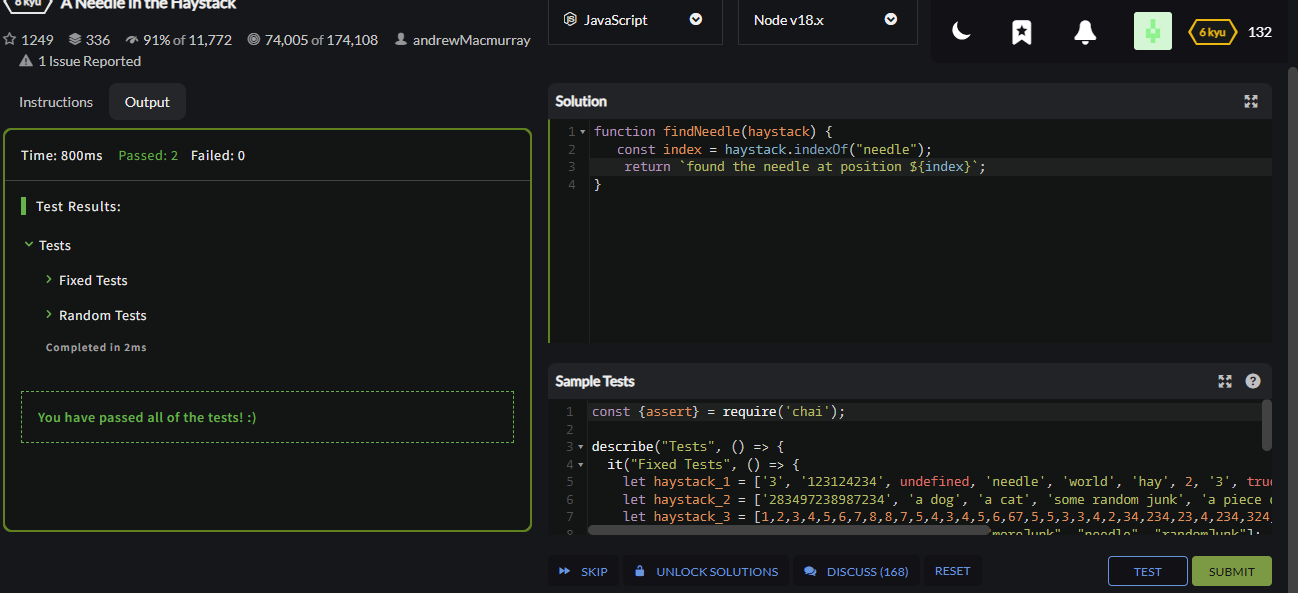 6 kyu A Needle in the Haystack
1249 336 91% of 11,772 74,005 of 174,108 andrewMacmurray
1 Issue Reported
JavaScript
Node v18.x
6 kyu 132
Instructions Output
Time: 800ms Passed: 2 Failed: 0
Test Results:
Tests
Fixed Tests
Random Tests
Completed in 2ms
You have passed all of the tests! :)
Solution
1 function findNeedle(haystack) {
2 const index = haystack.indexOf("needle");
3 return `found the needle at position ${index}`;
4 }
Sample Tests
1 const {assert} = require('chai');
2
3 describe("Tests", () => {
4 it("Fixed Tests", () => {
5 let haystack_1 = ['3', '123124234', undefined, 'needle', 'world', 'hay', 2, '3', true
6 let haystack_2 = ['283497238987234', 'a dog', 'a cat', 'some random junk', 'a piece
7 let haystack_3 = [1,2,3,4,5,6,7,8,8,7,5,4,3,4,5,6,67,5,5,3,3,4,2,34,234,23,4,234,324,
8 "needle", "randomJunk"];
SKIP UNLOCK SOLUTIONS DISCUSS (168) RESET TEST SUBMIT